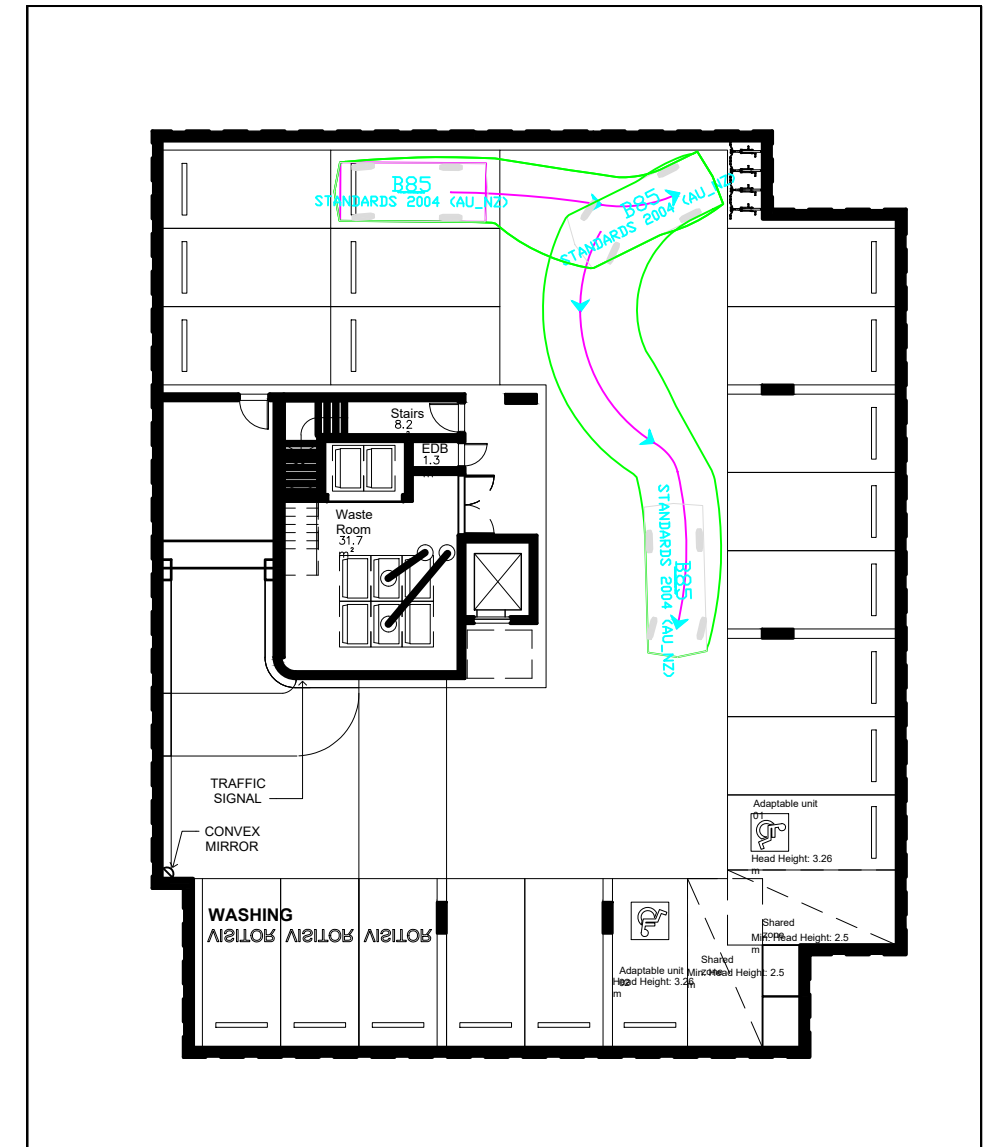 B85
STANDARDS 2004 (AU_NZ)
B85
STANDARDS 2004 (AU_NZ)
Stairs
8.2
EDB
1.3
Waste
Room
31.7
m²
B85
STANDARDS 2004 (AU_NZ)
TRAFFIC
SIGNAL
CONVEX
MIRROR
Adaptable unit
01
Head Height: 3.26
m
WASHING
VISITOR VISITOR VISITOR
Shared
zone
Min. Head Height: 2.5
m
Adaptable unit
02
Head Height: 3.26
m
Shared
zone
Min. Head Height: 2.5
m